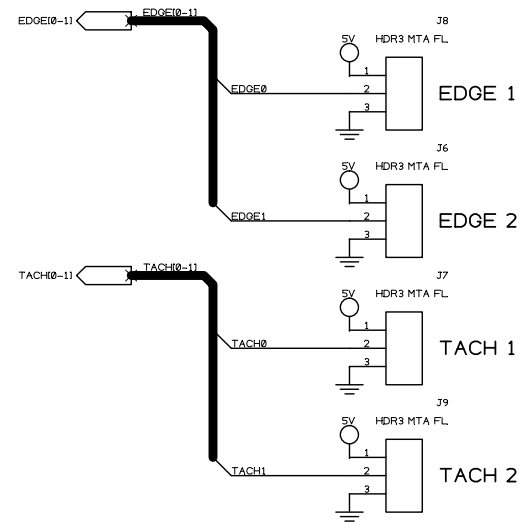 J8
EDGE[0-1]
EDGE[0-1]
5V
HDR3 MTA FL
1
EDGE0
2
EDGE 1
3
J6
5V
HDR3 MTA FL
1
EDGE1
2
EDGE 2
3
TACH[0-1]
TACH[0-1]
J7
5V
HDR3 MTA FL
1
TACH0
2
TACH 1
3
J9
5V
HDR3 MTA FL
1
TACH1
2
TACH 2
3